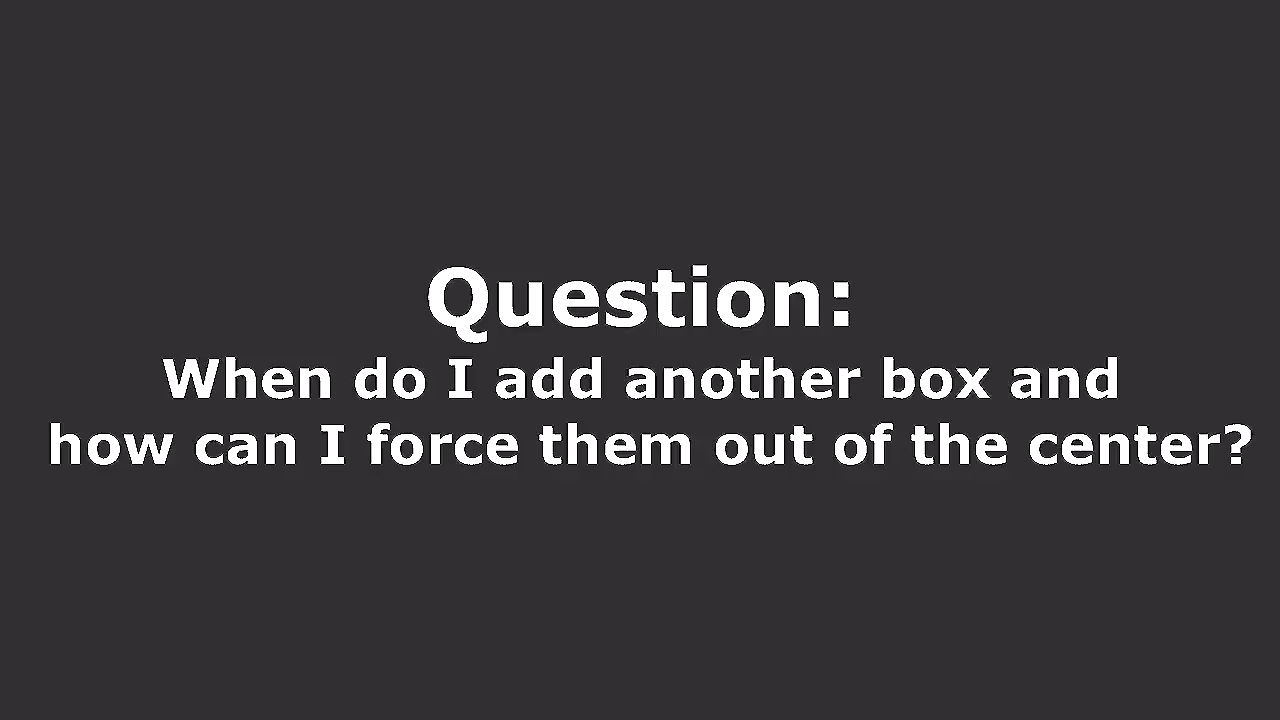 Question:
When do I add another box and
how can I force them out of the center?